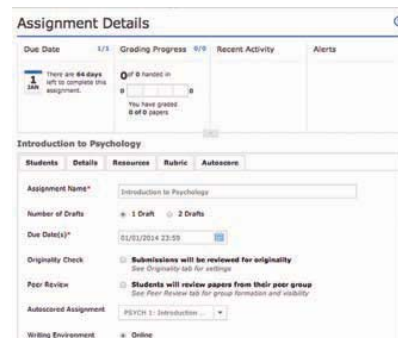 Assignment Details
Due Date 1/1 Grading Progress 0/0 Recent Activity Alerts
1 JAN
There are 64 days left to complete this assignment.
0 of 0 handed in
0 0
You have graded
0 of 0 papers
Introduction to Psychology
Students Details Resources Rubric Autoscore
Assignment Name* Introduction to Psychology
Number of Drafts 1 Draft 2 Drafts
Due Date(s)* 01/01/2014 23:59
Originality Check Submissions will be reviewed for originality
See Originality tab for settings
Peer Review Students will review papers from their peer group
See Peer Review tab for group formation and visibility
Autoscored Assignment PSYCH 1: Introduction ...
Writing Environment Online